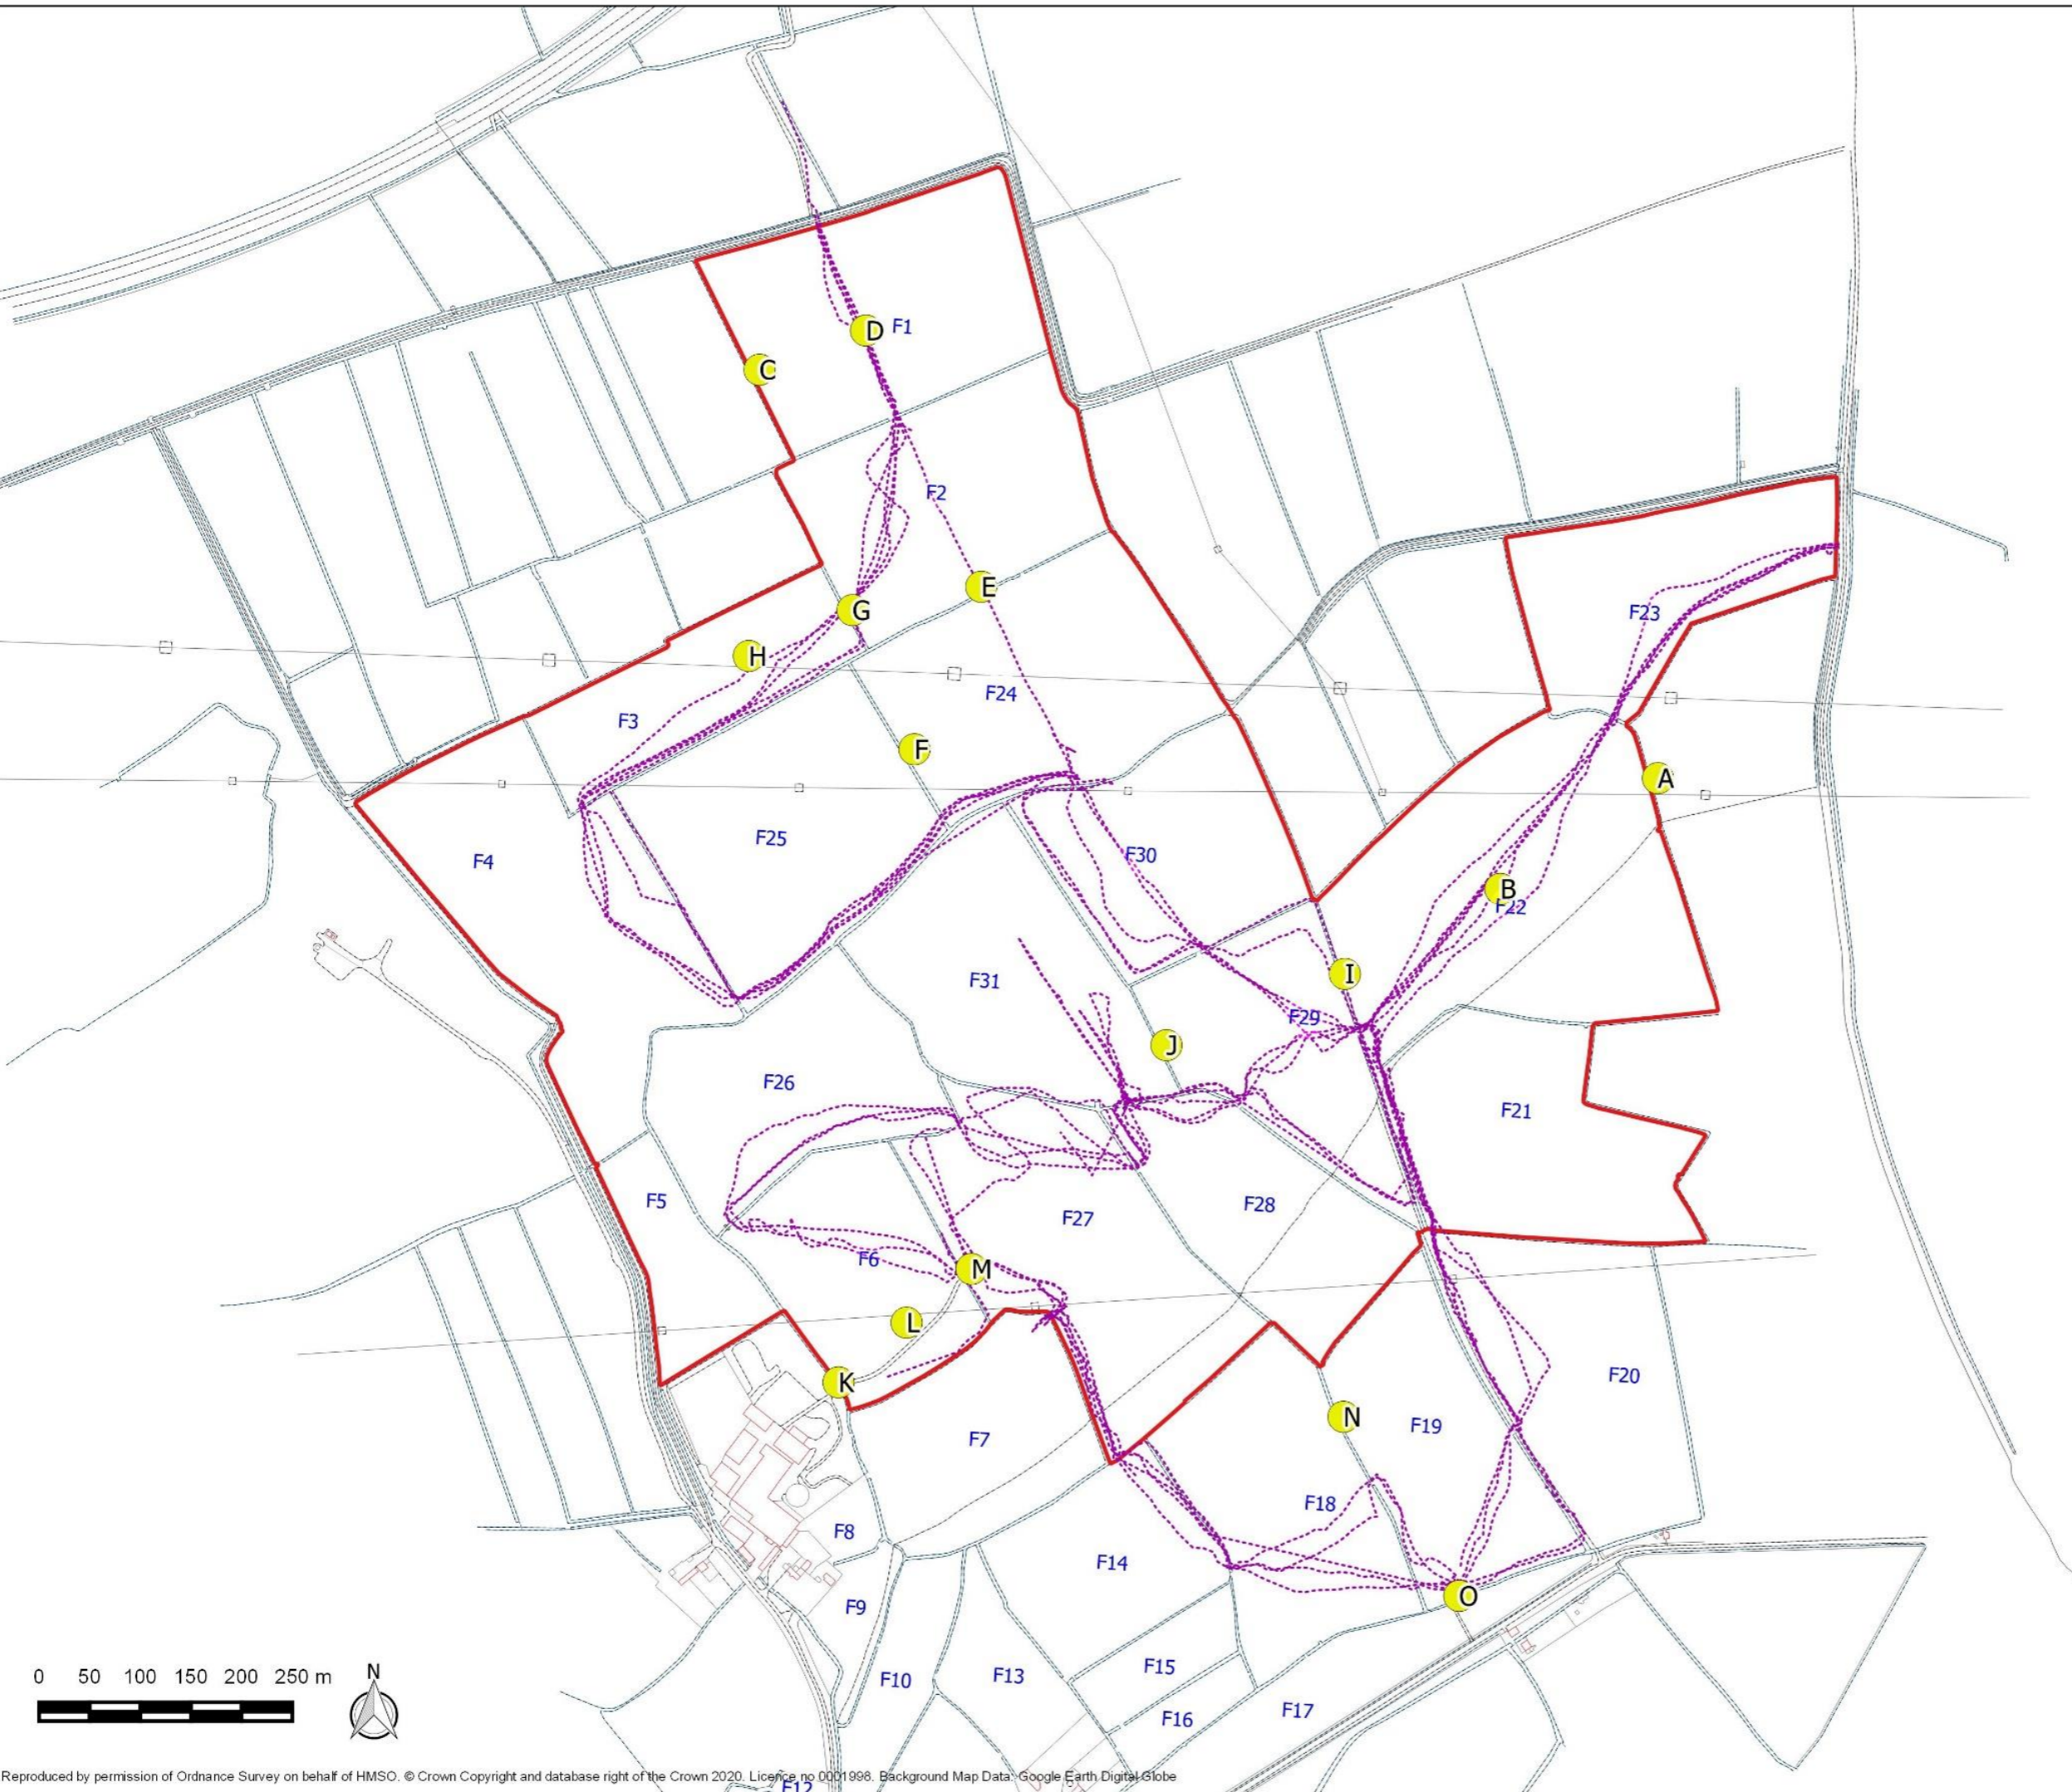 D F1
C
F2
E
G
F23
H
F24
F3
F
A
F25
F30
F4
B
F22
I
F31
F29
J
F26
F21
F5
F28
F27
F6
M
L
F20
K
N
F19
F7
F18
F8
F14
O
F9
F15
F13
F10
F17
F16
0 50 100 150 200 250 m
N
Reproduced by permission of Ordnance Survey on behalf of HMSO. © Crown Copyright and database right of the Crown 2020. Licence no 0001998. Background Map Data: Google Earth Digital Globe
F12